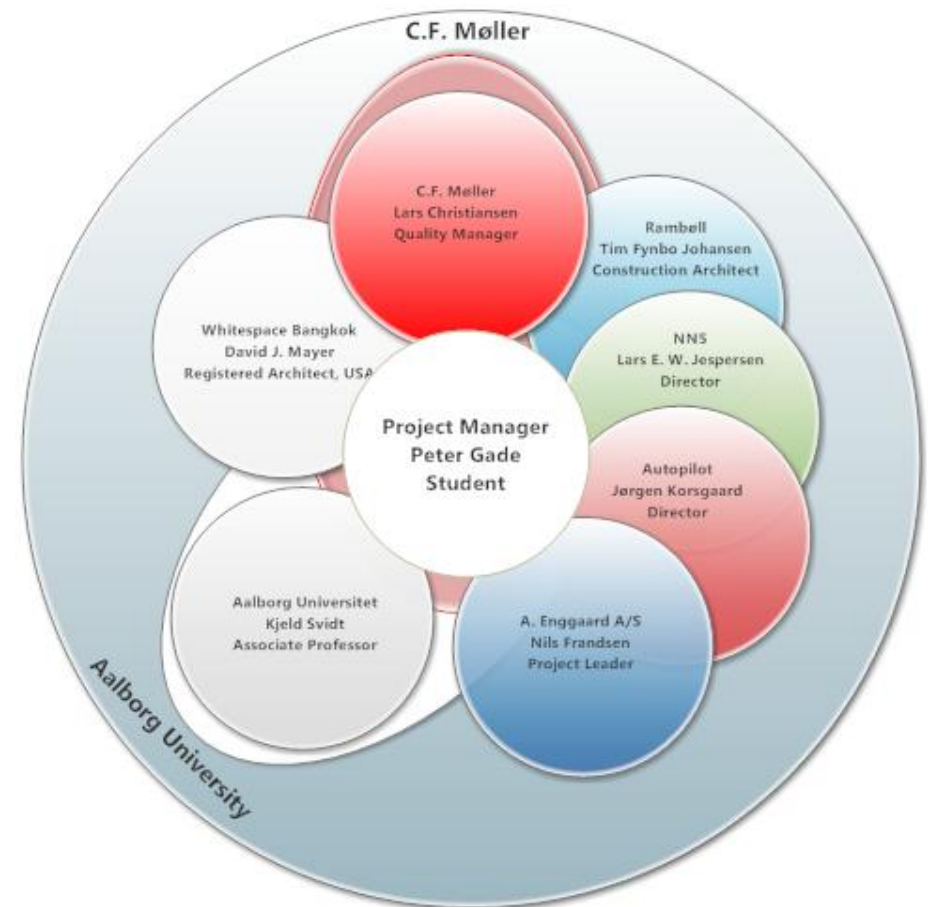 C.F. Møller
C.F. Møller
Lars Christiansen
Quality Manager
Rambøll
Tim Fynbo Johansen
Construction Architect
Whitespace Bangkok
David J. Mayer
Registered Architect, USA
NNS
Lars E. W. Jespersen
Director
Project Manager
Peter Gade
Student
Autopilot
Jørgen Korsgaard
Director
Aalborg Universitet
Kjeld Svidt
Associate Professor
A. Enggaard A/S
Nils Frandsen
Project Leader
Aalborg University